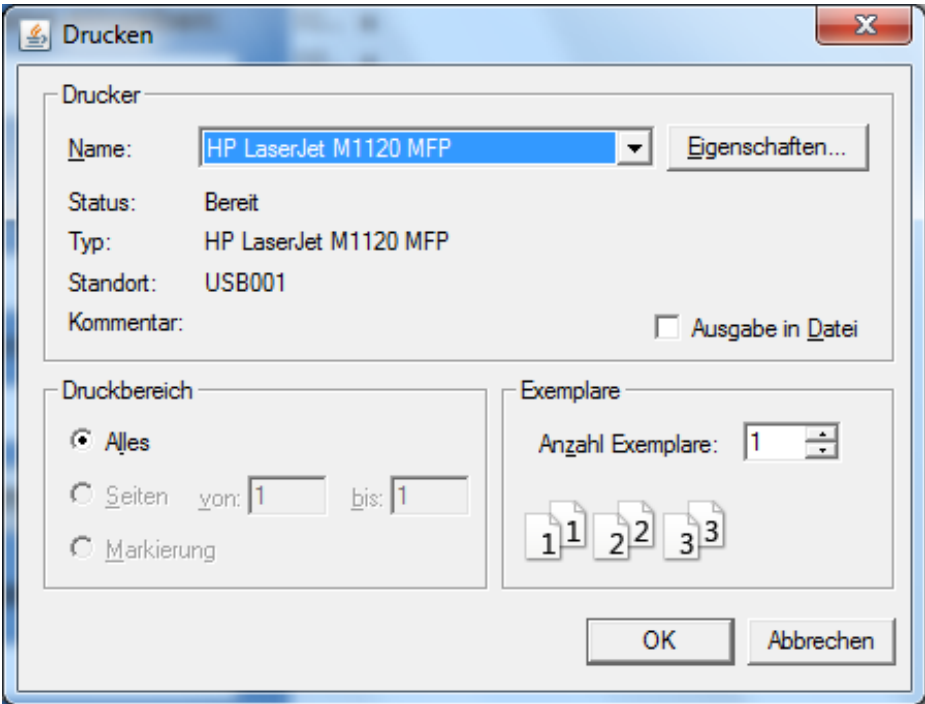 Drucken
Drucker
Name: HP LaserJet M1120 MFP Eigenschaften...
Status: Bereit
Typ: HP LaserJet M1120 MFP
Standort: USB001
Kommentar: Ausgabe in Datei
Druckbereich
Alles
Seiten von: 1 bis: 1
Markierung
Exemplare
Anzahl Exemplare: 1
1 1 2 2 3 3
OK Abbrechen